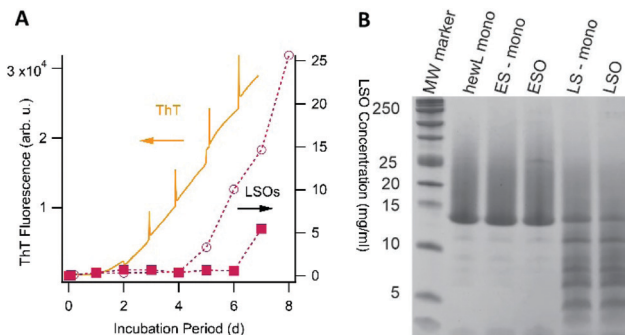 A
ThT Fluorescence (arb. u.)
3 x 10⁴
2
1
ThT
LSOs
25
20
15
10
5
0
LSO Concentration (mg/ml)
0
2
4
6
8
Incubation Period (d)
B
MW marker
hewL mono
ES - mono
ESO
LS - mono
LSO
250
25
20
15
10
5